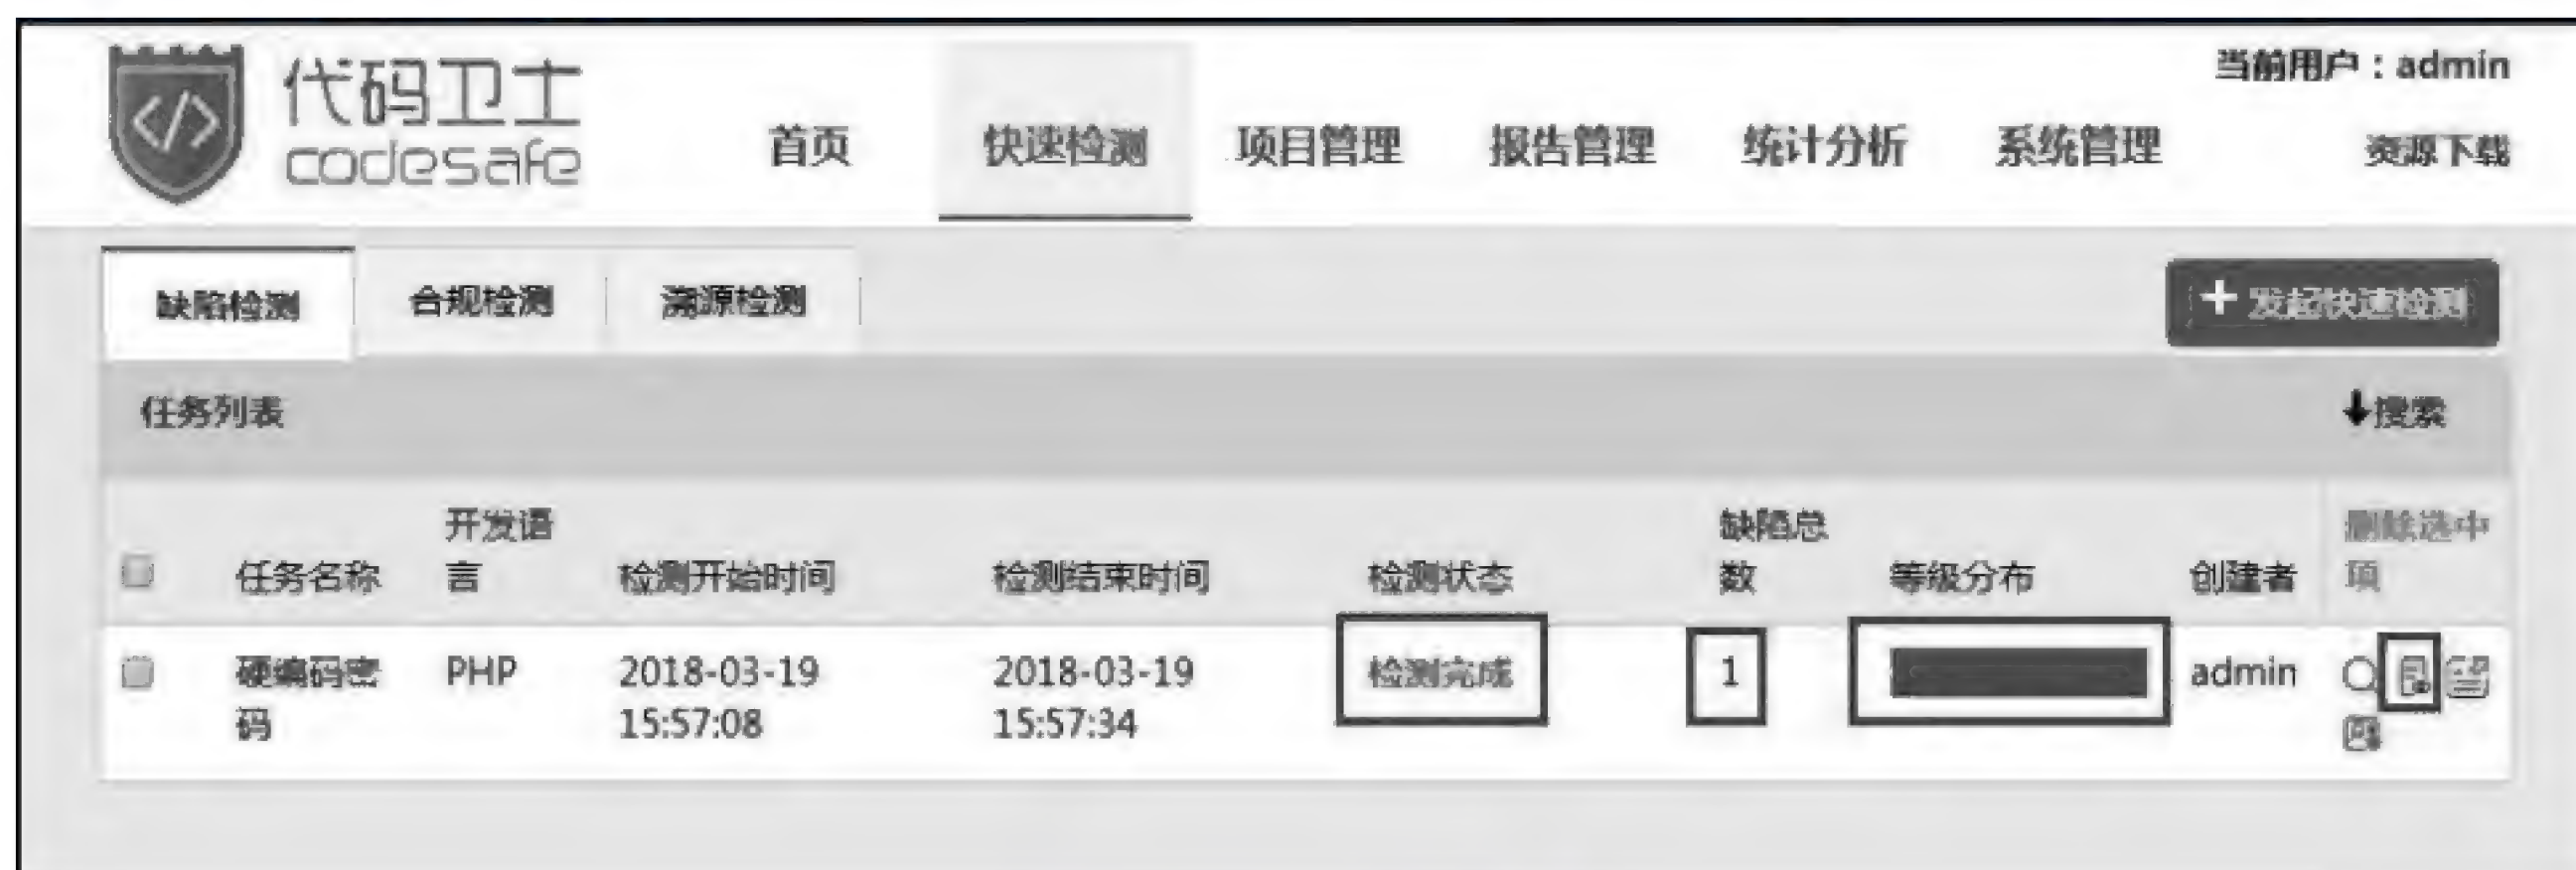 当前用户：admin
代码卫士
codesafe
首页 快速检测 项目管理 报告管理 统计分析 系统管理 资源下载
缺陷检测 合规检测 溯源检测 + 发起快速检测
任务列表 搜索
任务名称 开发语言 检测开始时间 检测结束时间 检测状态 缺陷总数 等级分布 创建者 删除选中项
硬编码密码 PHP 2018-03-19 15:57:08 2018-03-19 15:57:34 检测完成 1 admin